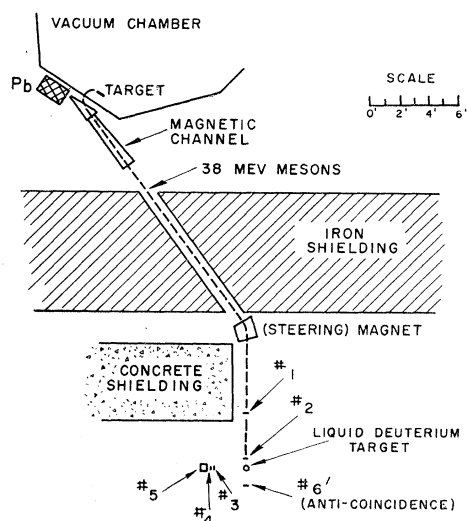 VACUUM CHAMBER
Pb
TARGET
SCALE
0' 2' 4' 6'
MAGNETIC
CHANNEL
38 MEV MESONS
IRON
SHIELDING
(STEERING) MAGNET
CONCRETE
SHIELDING
#1
#2
LIQUID DEUTERIUM
TARGET
#5
#4
#3
#6'
(ANTI-COINCIDENCE)